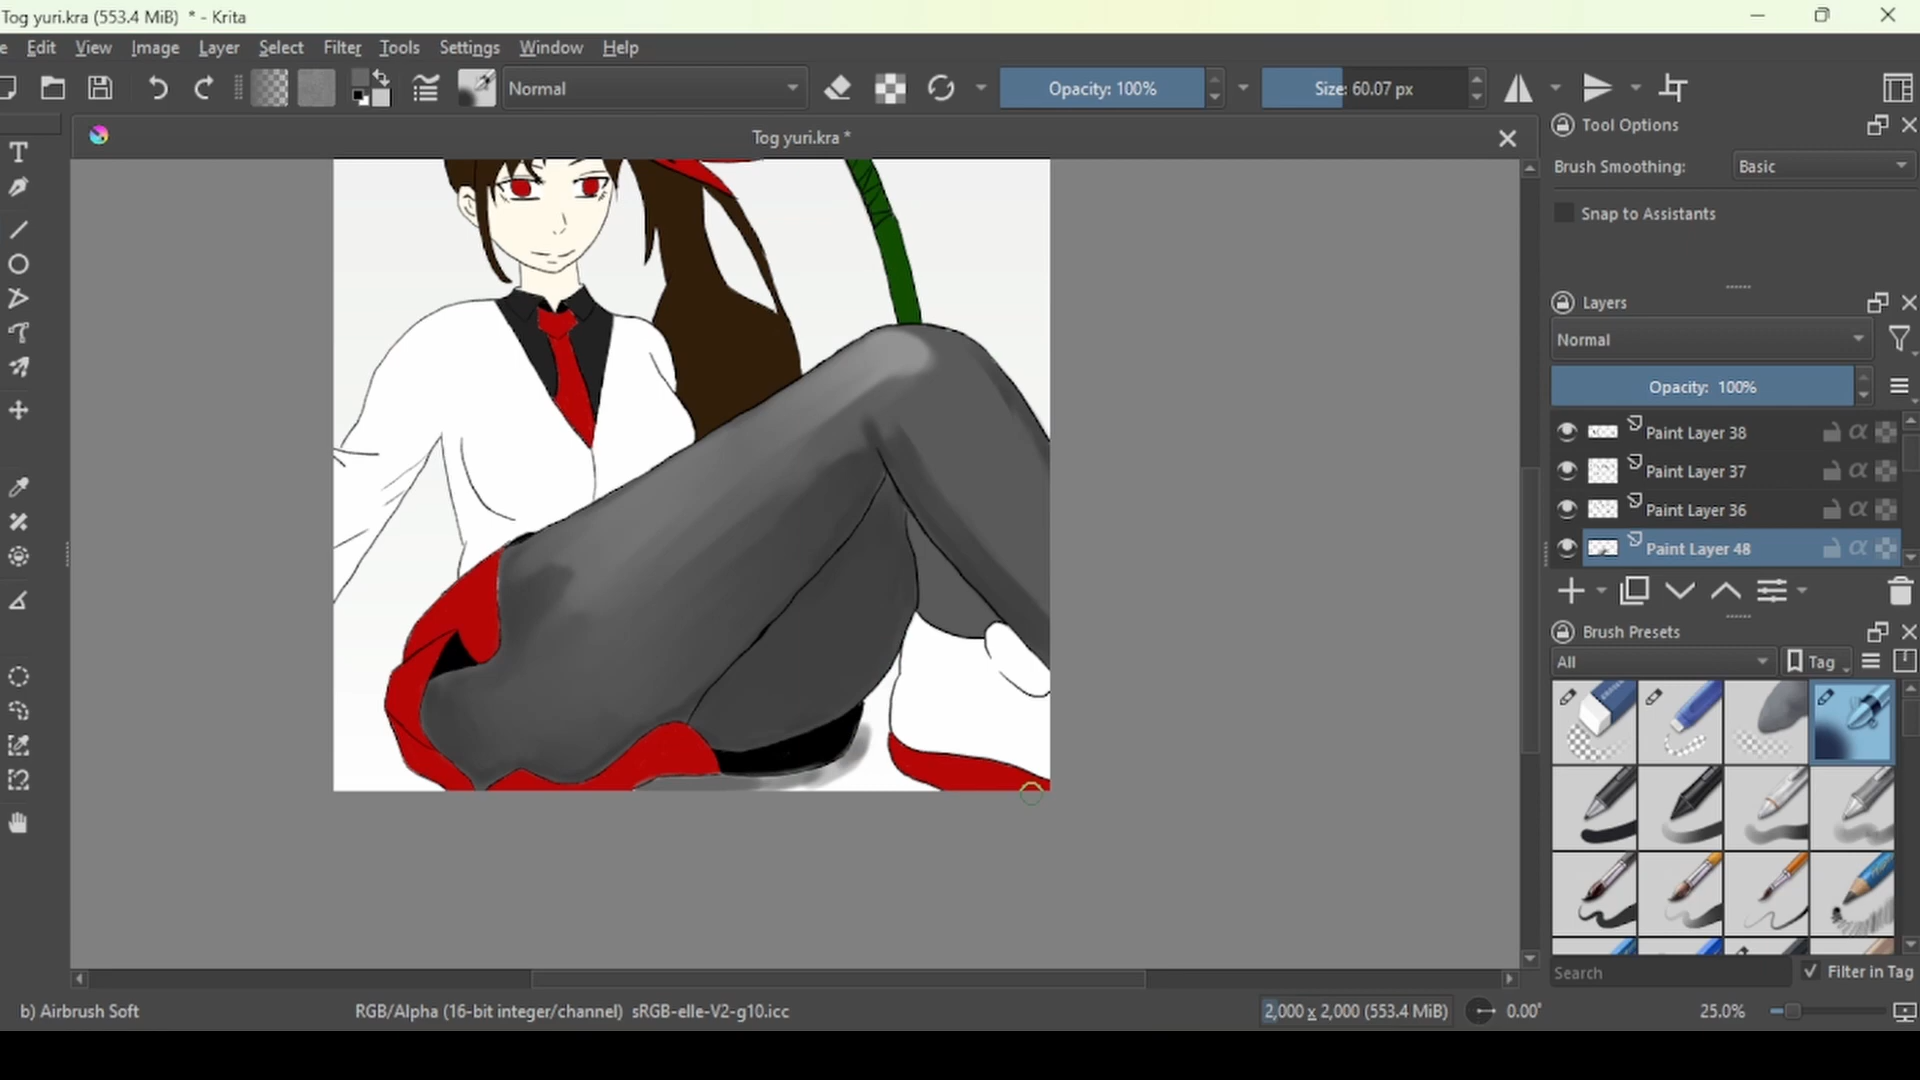 Tog yuri.kra (553.4 MiB) * - Krita
e Edit View Image Layer Select Filter Tools Settings Window Help
Normal Opacity: 100% Size: 60.07 px
Tog yuri.kra *
Tool Options
Brush Smoothing: Basic
Snap to Assistants
Layers
Normal
Opacity: 100%
Paint Layer 38
Paint Layer 37
Paint Layer 36
Paint Layer 48
Brush Presets
All Tag
Search Filter in Tag
b) Airbrush Soft RGB/Alpha (16-bit integer/channel) sRGB-elle-V2-g10.icc 2,000 x 2,000 (553.4 MiB) 0.00° 25.0%